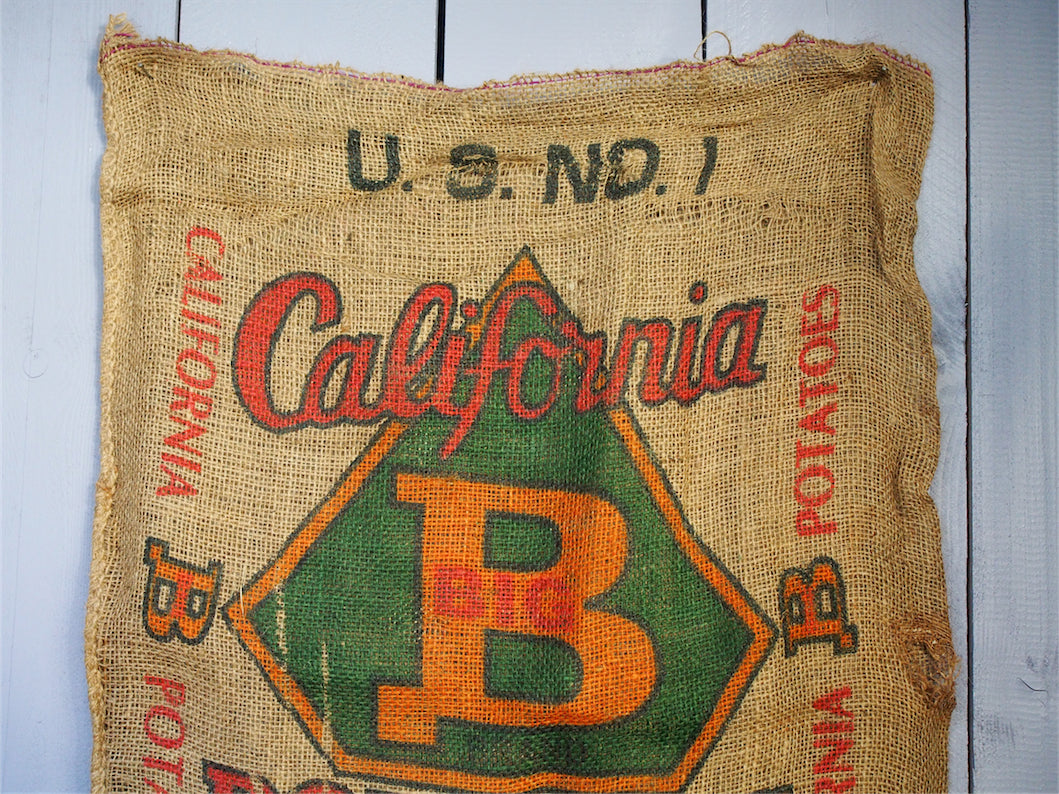 U. S. NO. 1
California
CALIFORNIA
POTATOES
B
BIG
B
B